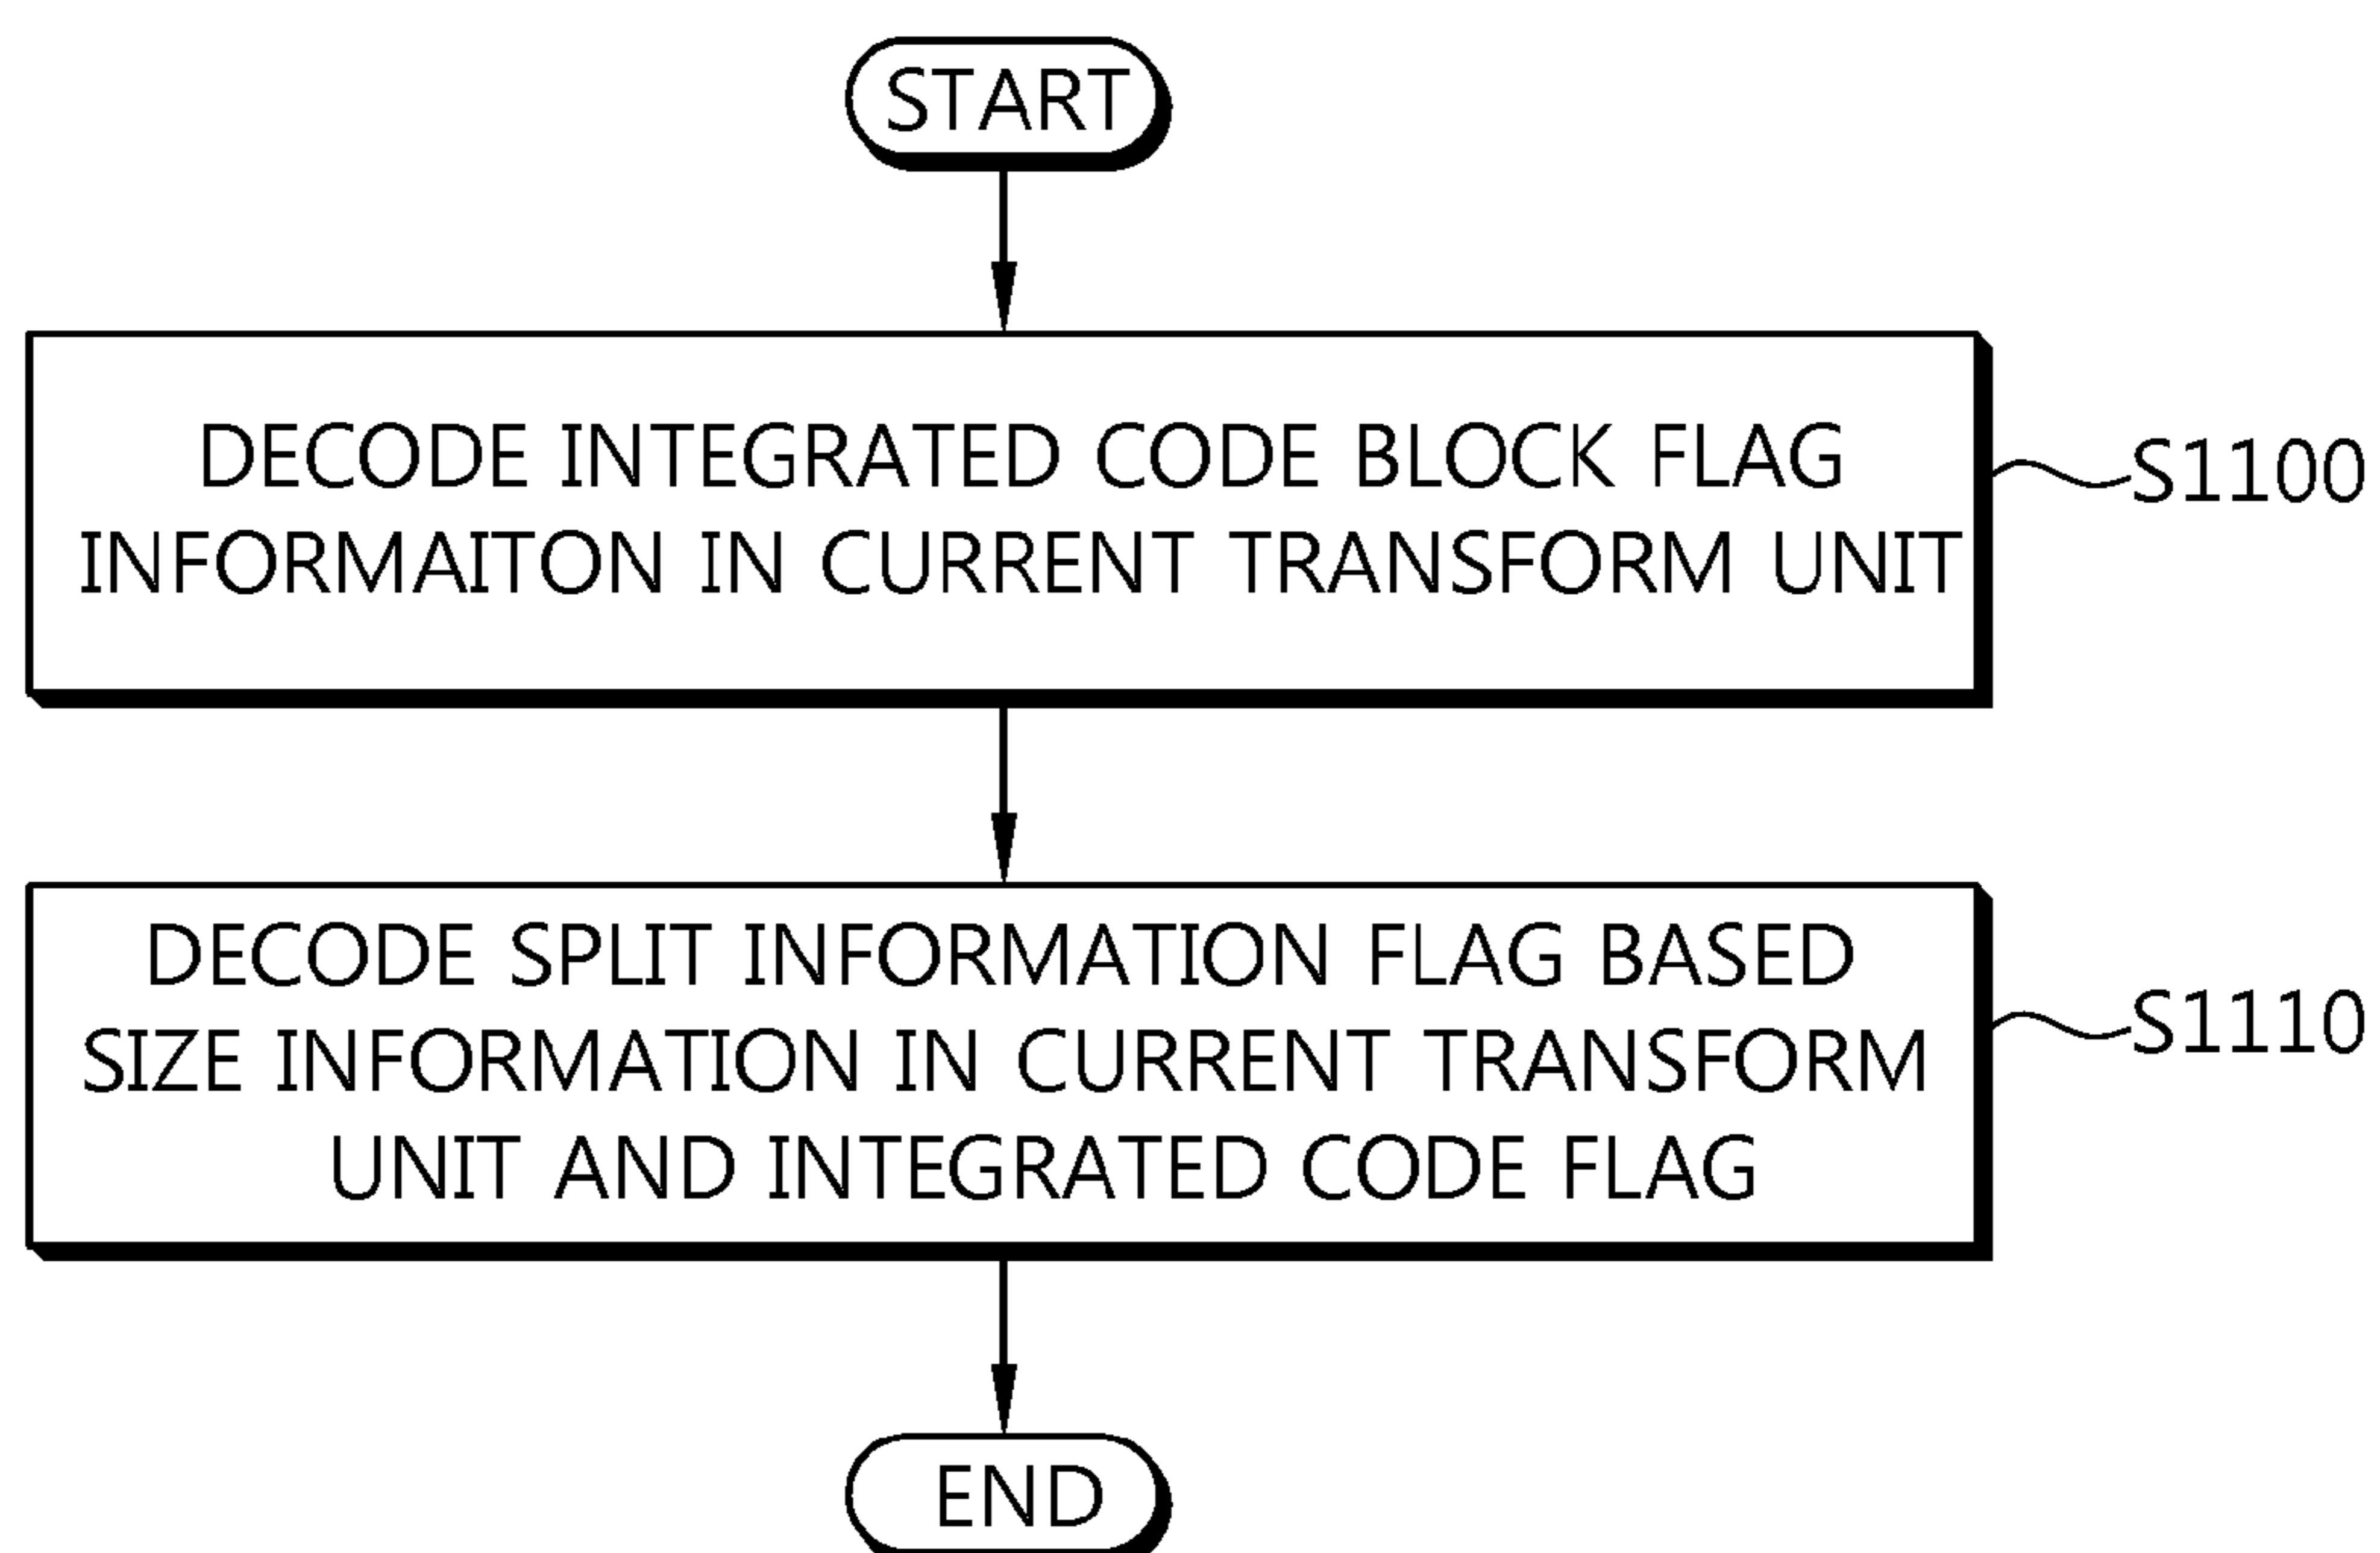 START
DECODE INTEGRATED CODE BLOCK FLAG
INFORMAITON IN CURRENT TRANSFORM UNIT
S1100
DECODE SPLIT INFORMATION FLAG BASED
SIZE INFORMATION IN CURRENT TRANSFORM
UNIT AND INTEGRATED CODE FLAG
S1110
END